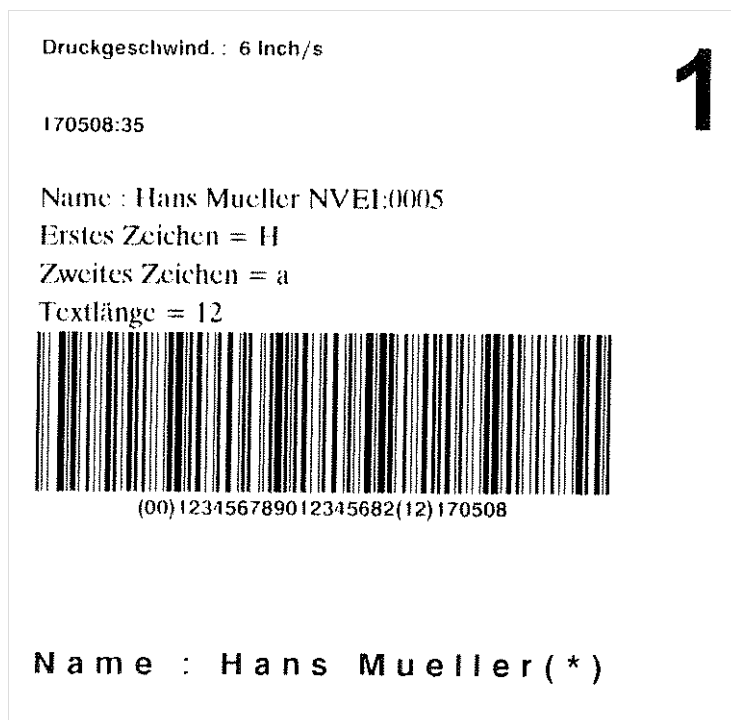 Druckgeschwind. : 6 Inch/s
1
170508:35
Name : Hans Mueller NVE1:0005
Erstes Zeichen = H
Zweites Zeichen = a
Textlänge = 12
(00)123456789012345682(12)170508
Name : Hans Mueller(*)